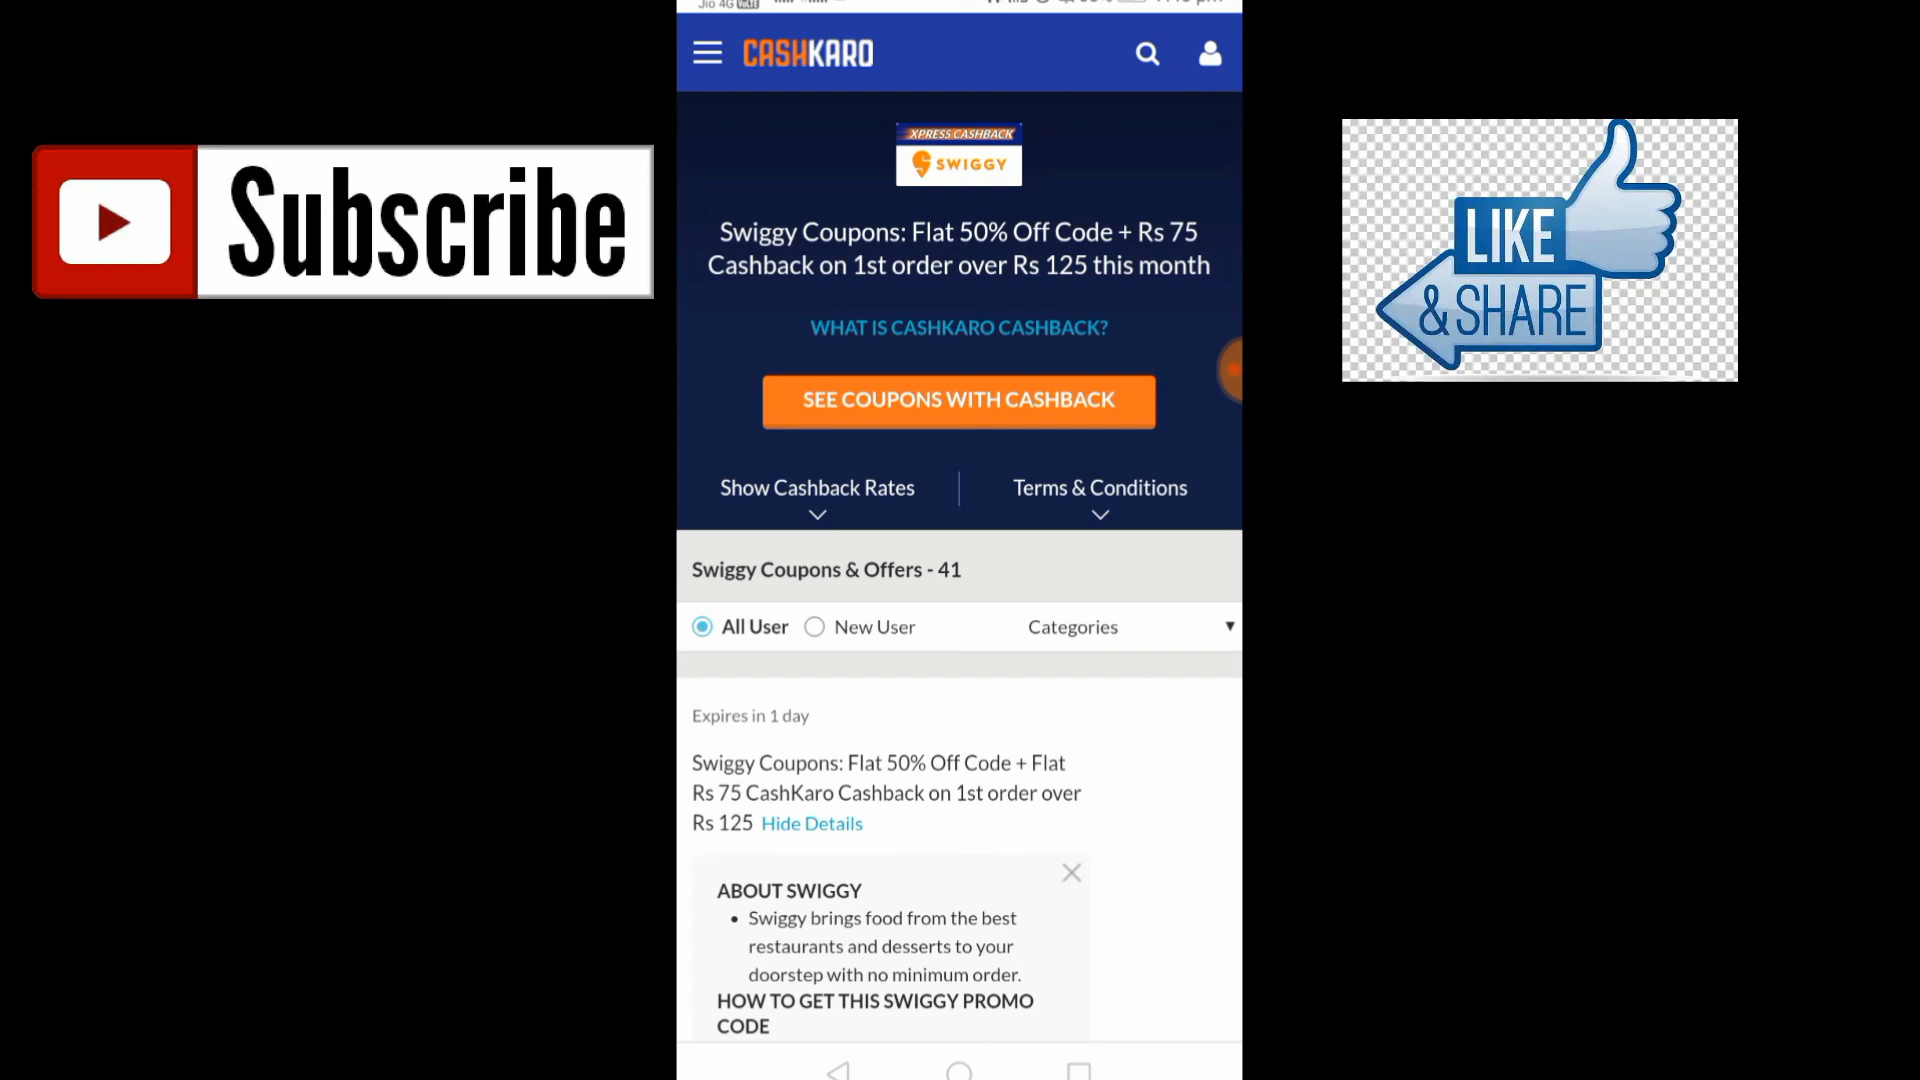 Jio 4G VoLTE
CASHKARO
XPRESS CASHBACK
SWIGGY
Subscribe
LIKE
& SHARE
Swiggy Coupons: Flat 50% Off Code + Rs 75
Cashback on 1st order over Rs 125 this month
WHAT IS CASHKARO CASHBACK?
SEE COUPONS WITH CASHBACK
Show Cashback Rates
Terms & Conditions
Swiggy Coupons & Offers - 41
All User
New User
Categories
Expires in 1 day
Swiggy Coupons: Flat 50% Off Code + Flat
Rs 75 CashKaro Cashback on 1st order over
Rs 125 Hide Details
ABOUT SWIGGY
• Swiggy brings food from the best
restaurants and desserts to your
doorstep with no minimum order.
HOW TO GET THIS SWIGGY PROMO
CODE